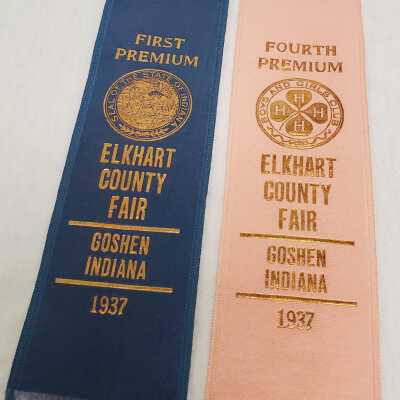 FIRST
PREMIUM
SEAL OF THE STATE OF INDIANA
ELKHART
COUNTY
FAIR
GOSHEN
INDIANA
1937
FOURTH
PREMIUM
BOYS AND GIRLS CLUB
H H
H H
ELKHART
COUNTY
FAIR
GOSHEN
INDIANA
1937